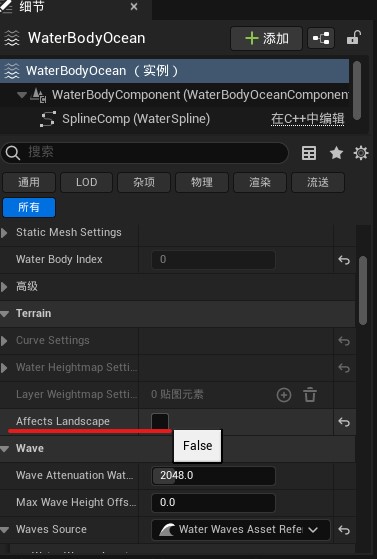 细节
WaterBodyOcean
添加
WaterBodyOcean （实例）
WaterBodyComponent (WaterBodyOceanComponent
SplineComp (WaterSpline) 在C++中编辑
搜索
通用 LOD 杂项 物理 渲染 流送
所有
Static Mesh Settings
Water Body Index 0
高级
Terrain
Curve Settings
Water Heightmap Setti...
Layer Weightmap Settin... 0 贴图元素
Affects Landscape
False
Wave
Wave Attenuation Wat... 2048.0
Max Wave Height Offs... 0.0
Waves Source Water Waves Asset Refe